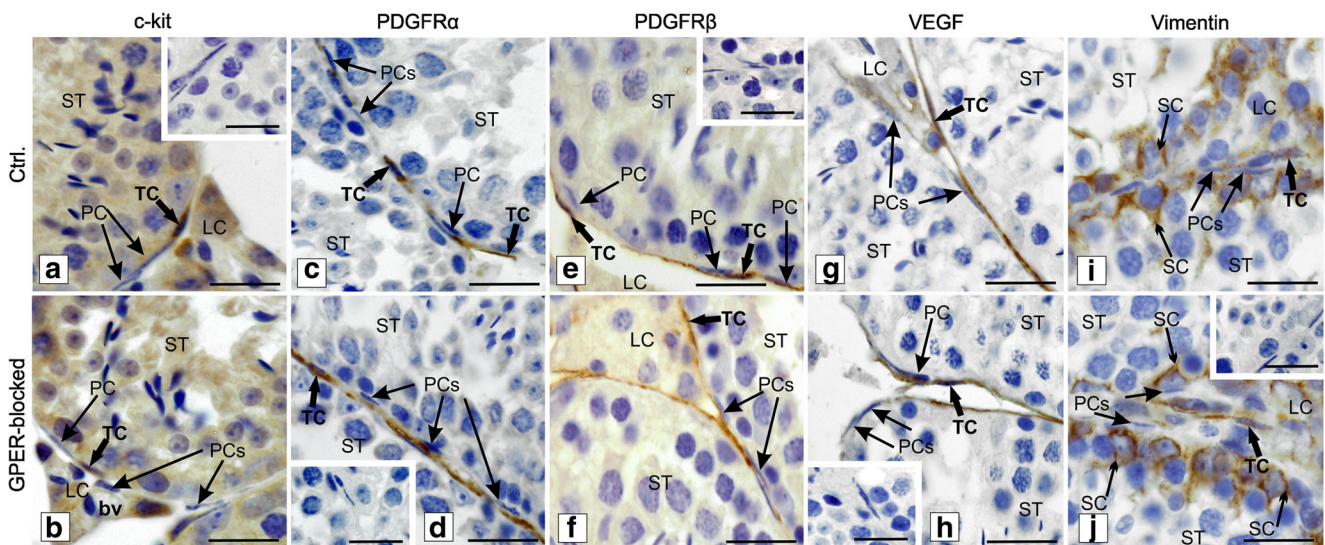 c-kit
PDGFRα
PDGFRβ
VEGF
Vimentin
Ctrl.
ST
TC
PC
LC
a
PCs
ST
TC
PC
TC
ST
c
ST
PC
TC
PC
TC
PC
LC
e
LC
ST
TC
PCs
ST
g
ST
SC
LC
PCs
TC
SC
ST
i
GPER-blocked
ST
PC
TC
PCs
LC
bv
b
ST
PCs
TC
ST
d
TC
LC
ST
PCs
ST
f
PC
ST
TC
PCs
ST
h
ST
SC
PCs
LC
TC
SC
SC
ST
j